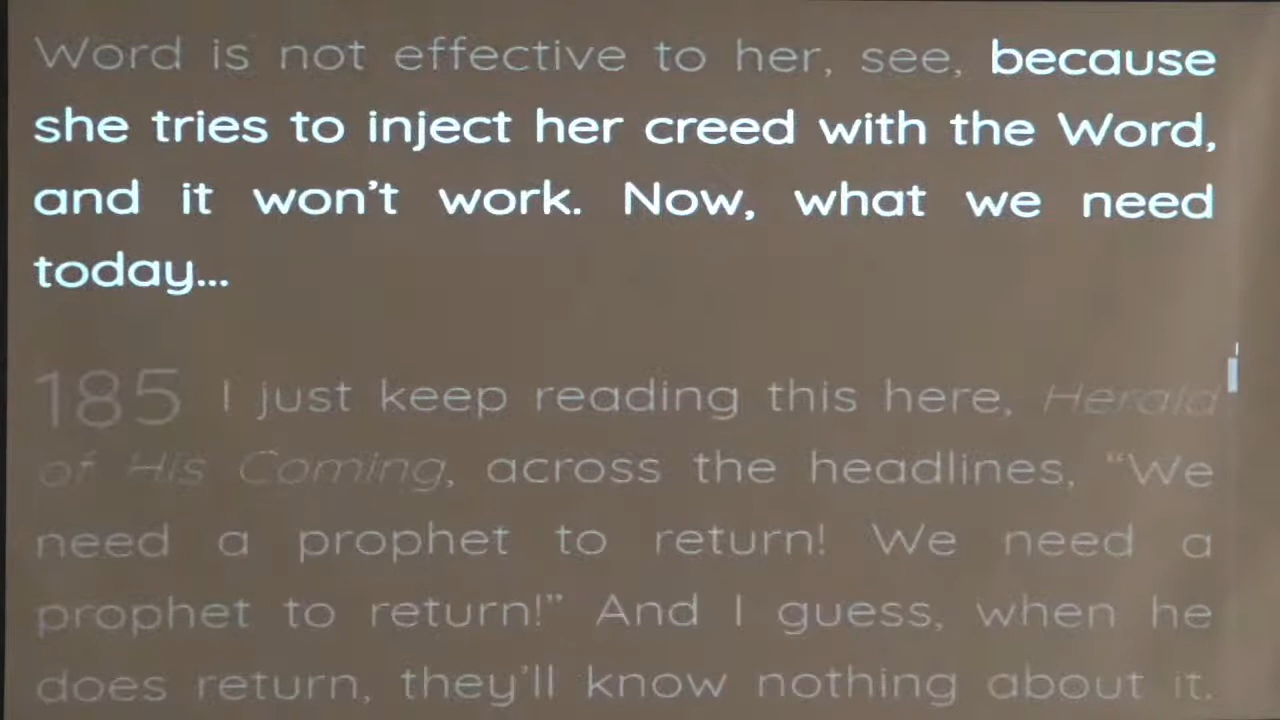 Word is not effective to her, see, because
she tries to inject her creed with the Word,
and it won't work. Now, what we need
today...
185 I just keep reading this here, Herald
of His Coming, across the headlines, “We
need a prophet to return! We need a
prophet to return!” And I guess, when he
does return, they'll know nothing about it.